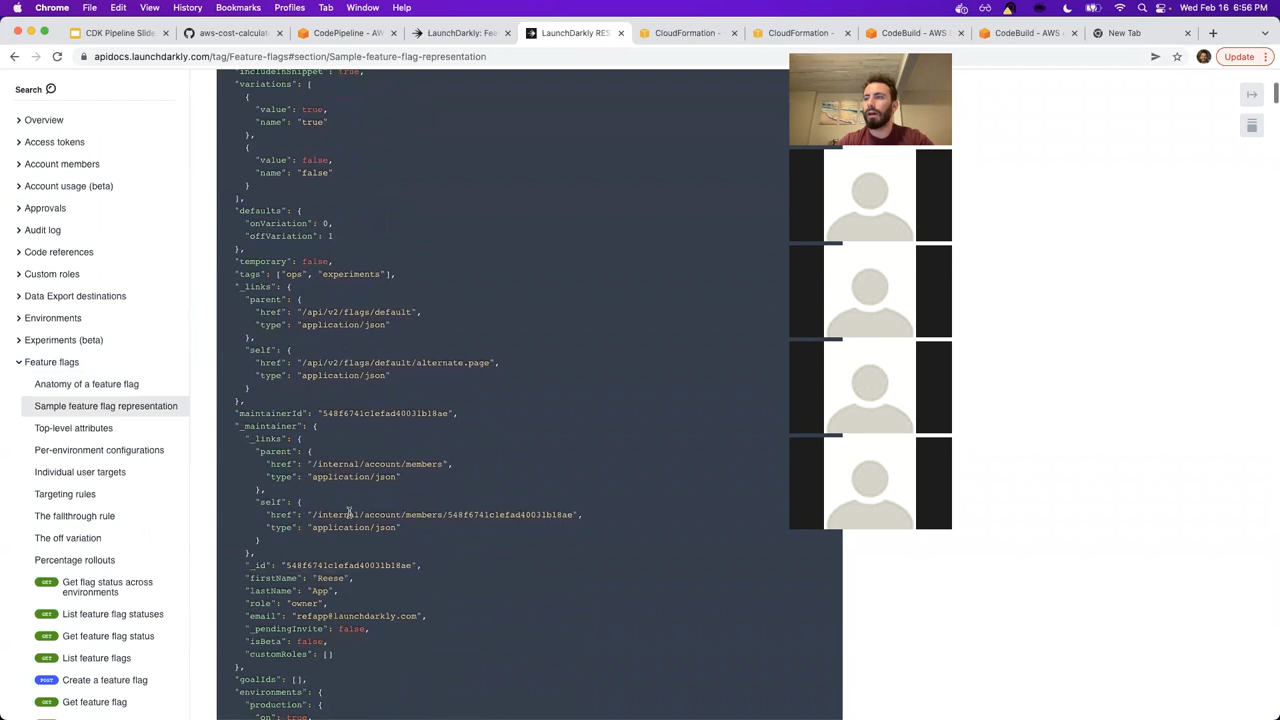 Chrome File Edit View History Bookmarks Profiles Tab Window Help
Wed Feb 16 6:56 PM
CDK Pipeline Slide
aws-cost-calculat
CodePipeline - AW
LaunchDarkly: Fea
LaunchDarkly RES
CloudFormation -
CloudFormation -
CodeBuild - AWS
CodeBuild - AWS
New Tab
apidocs.launchdarkly.com/tag/Feature-flags#section/Sample-feature-flag-representation
Update
Search
Overview
Access tokens
Account members
Account usage (beta)
Approvals
Audit log
Code references
Custom roles
Data Export destinations
Environments
Experiments (beta)
Feature flags
Anatomy of a feature flag
Sample feature flag representation
Top-level attributes
Per-environment configurations
Individual user targets
Targeting rules
The fallthrough rule
The off variation
Percentage rollouts
GET Get flag status across
environments
GET List feature flag statuses
GET Get feature flag status
GET List feature flags
POST Create a feature flag
GET Get feature flag
"includeInSnippet": true,
"variations": [
{
"value": true,
"name": "true"
},
{
"value": false,
"name": "false"
}
],
"defaults": {
"onVariation": 0,
"offVariation": 1
},
"temporary": false,
"tags": ["ops", "experiments"],
"_links": {
"parent": {
"href": "/api/v2/flags/default",
"type": "application/json"
},
"self": {
"href": "/api/v2/flags/default/alternate.page",
"type": "application/json"
}
},
"maintainerId": "548f6741c1efad40031b18ae",
"_maintainer": {
"_links": {
"parent": {
"href": "/internal/account/members",
"type": "application/json"
},
"self": {
"href": "/internal/account/members/548f6741c1efad40031b18ae",
"type": "application/json"
}
},
"_id": "548f6741c1efad40031b18ae",
"firstName": "Reese",
"lastName": "App",
"role": "owner",
"email": "refapp@launchdarkly.com",
"_pendingInvite": false,
"isBeta": false,
"customRoles": []
},
"goalIds": [],
"environments": {
"production": {
"on": true,